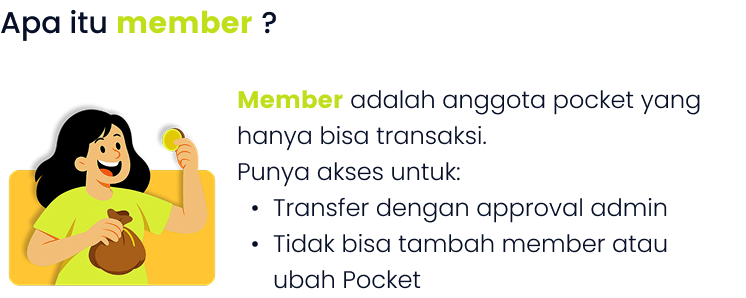 Apa itu member ?
Member adalah anggota pocket yang
hanya bisa transaksi.
Punya akses untuk:
• Transfer dengan approval admin
• Tidak bisa tambah member atau
ubah Pocket